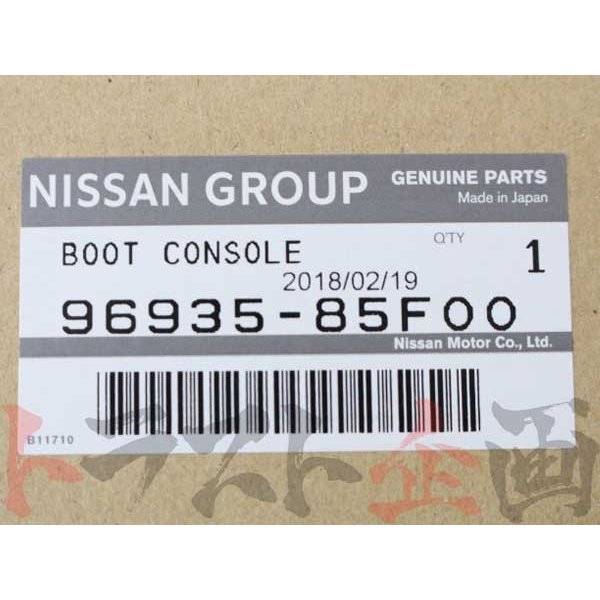 NISSAN GROUP
GENUINE PARTS
Made in Japan
BOOT CONSOLE
Q'TY
1
2018/02/19
96935-85F00
Nissan Motor Co., Ltd.
B11710
トラスト企画